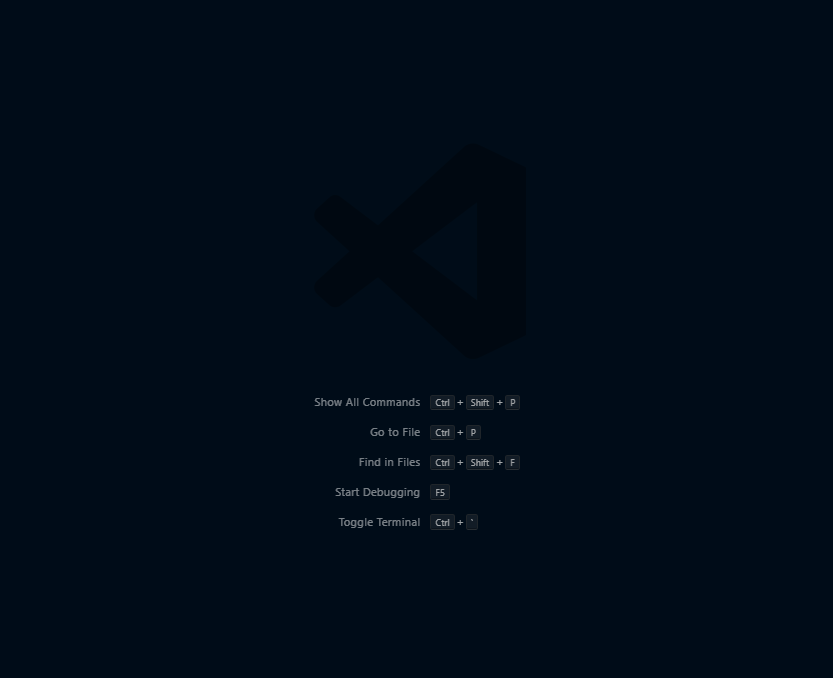 Show All Commands Ctrl + Shift + P
Go to File Ctrl + P
Find in Files Ctrl + Shift + F
Start Debugging F5
Toggle Terminal Ctrl + `